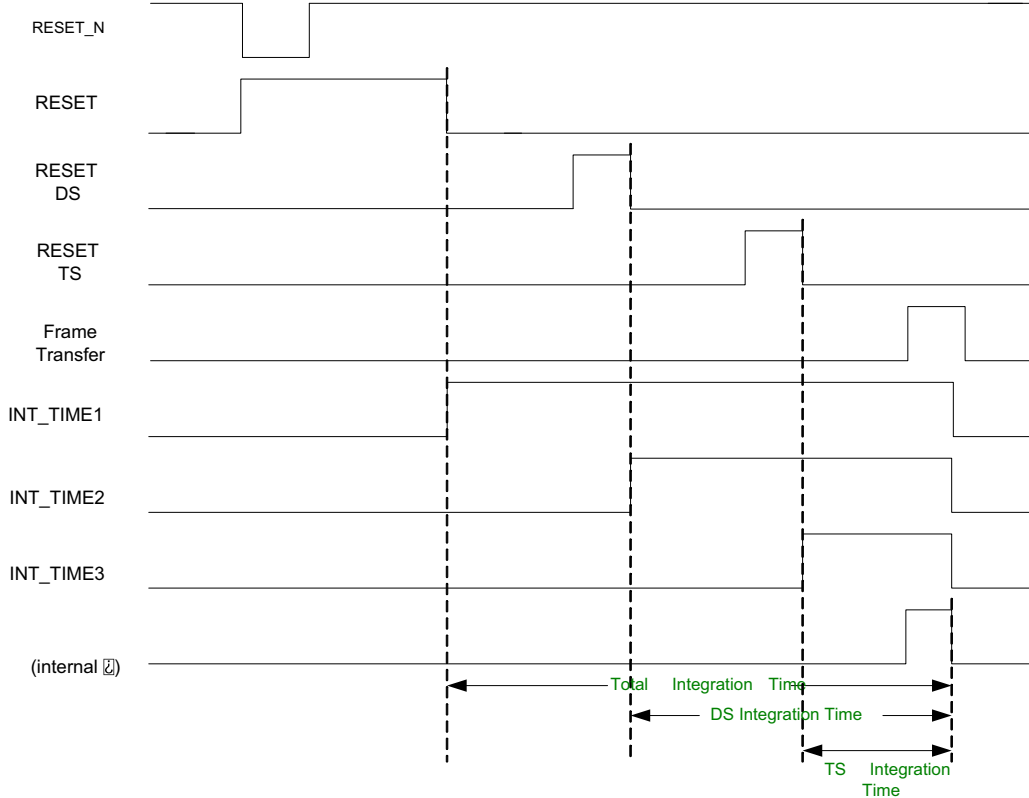 RESET_N
RESET
RESET
DS
RESET
TS
Frame
Transfer
INT_TIME1
INT_TIME2
INT_TIME3
(internal )
Total Integration Time
DS Integration Time
TS Integration
Time